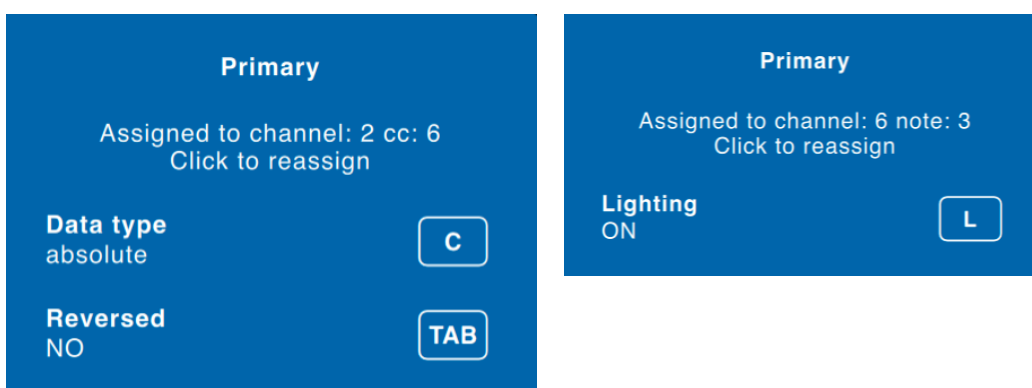 Primary
Assigned to channel: 2 cc: 6
Click to reassign
Data type
absolute
C
Reversed
NO
TAB
Primary
Assigned to channel: 6 note: 3
Click to reassign
Lighting
ON
L